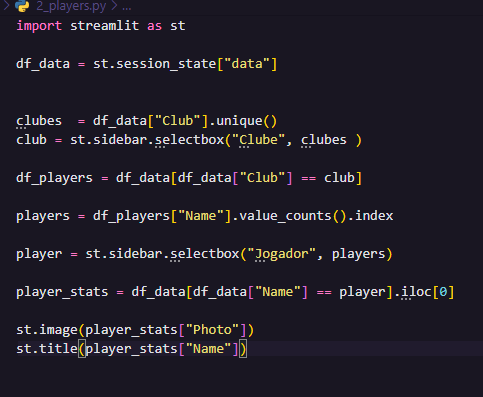 2_players.py > ...
import streamlit as st
df_data = st.session_state["data"]
clubes  = df_data["Club"].unique()
club = st.sidebar.selectbox("Clube", clubes )
df_players = df_data[df_data["Club"] == club]
players = df_players["Name"].value_counts().index
player = st.sidebar.selectbox("Jogador", players)
player_stats = df_data[df_data["Name"] == player].iloc[0]
st.image(player_stats["Photo"])
st.title(player_stats["Name"])